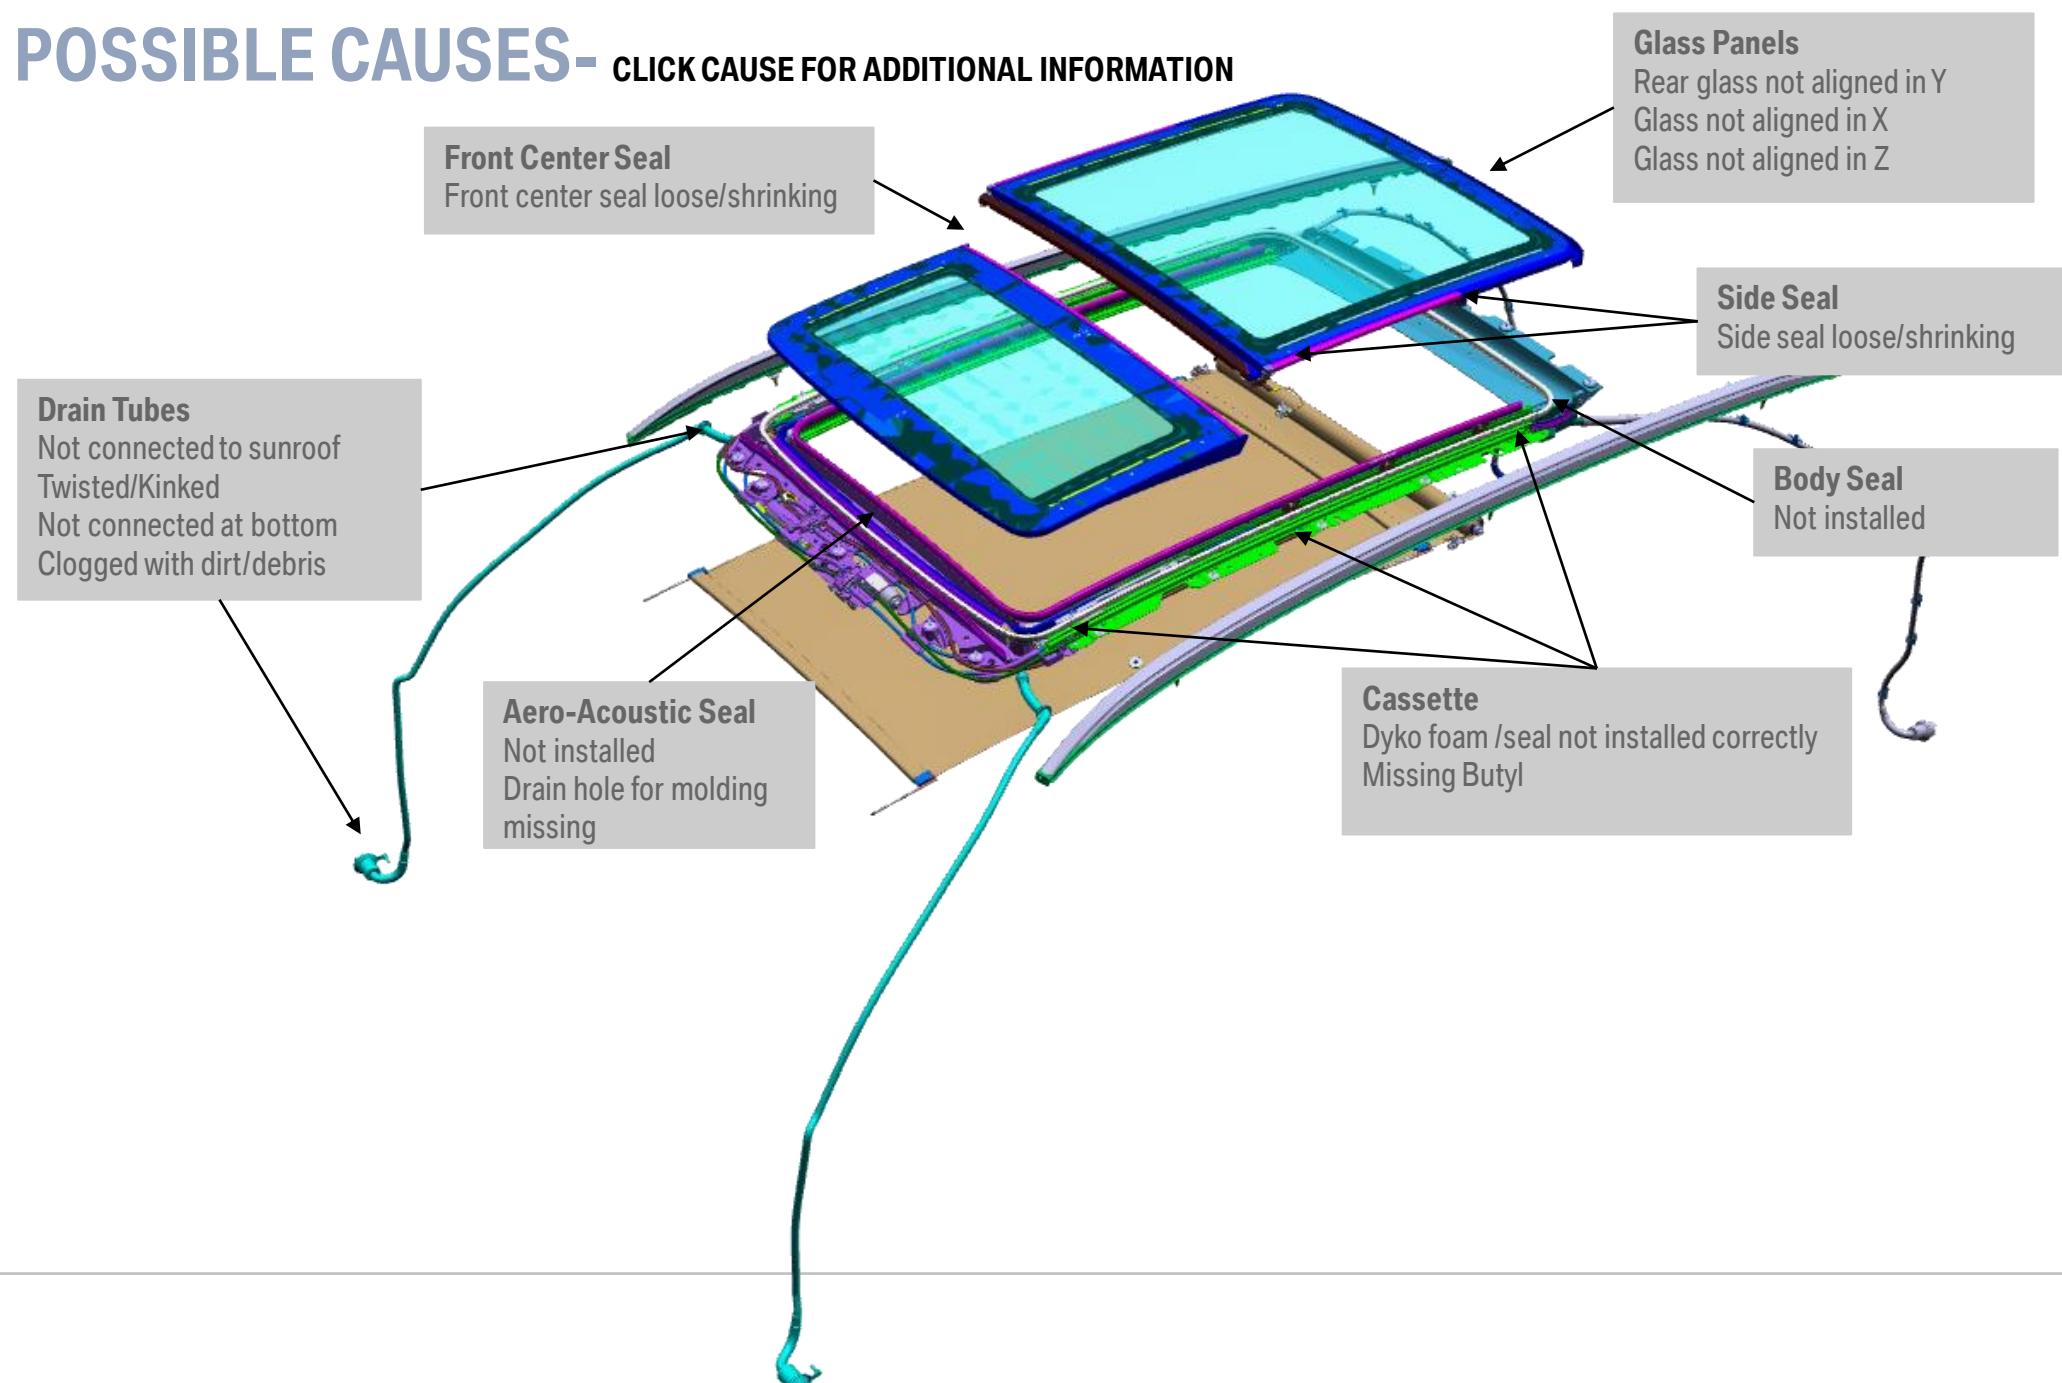 POSSIBLE CAUSES- CLICK CAUSE FOR ADDITIONAL INFORMATION
Glass Panels
Rear glass not aligned in Y
Glass not aligned in X
Glass not aligned in Z
Front Center Seal
Front center seal loose/shrinking
Side Seal
Side seal loose/shrinking
Drain Tubes
Not connected to sunroof
Twisted/Kinked
Not connected at bottom
Clogged with dirt/debris
Body Seal
Not installed
Aero-Acoustic Seal
Not installed
Drain hole for molding
missing
Cassette
Dyko foam /seal not installed correctly
Missing Butyl